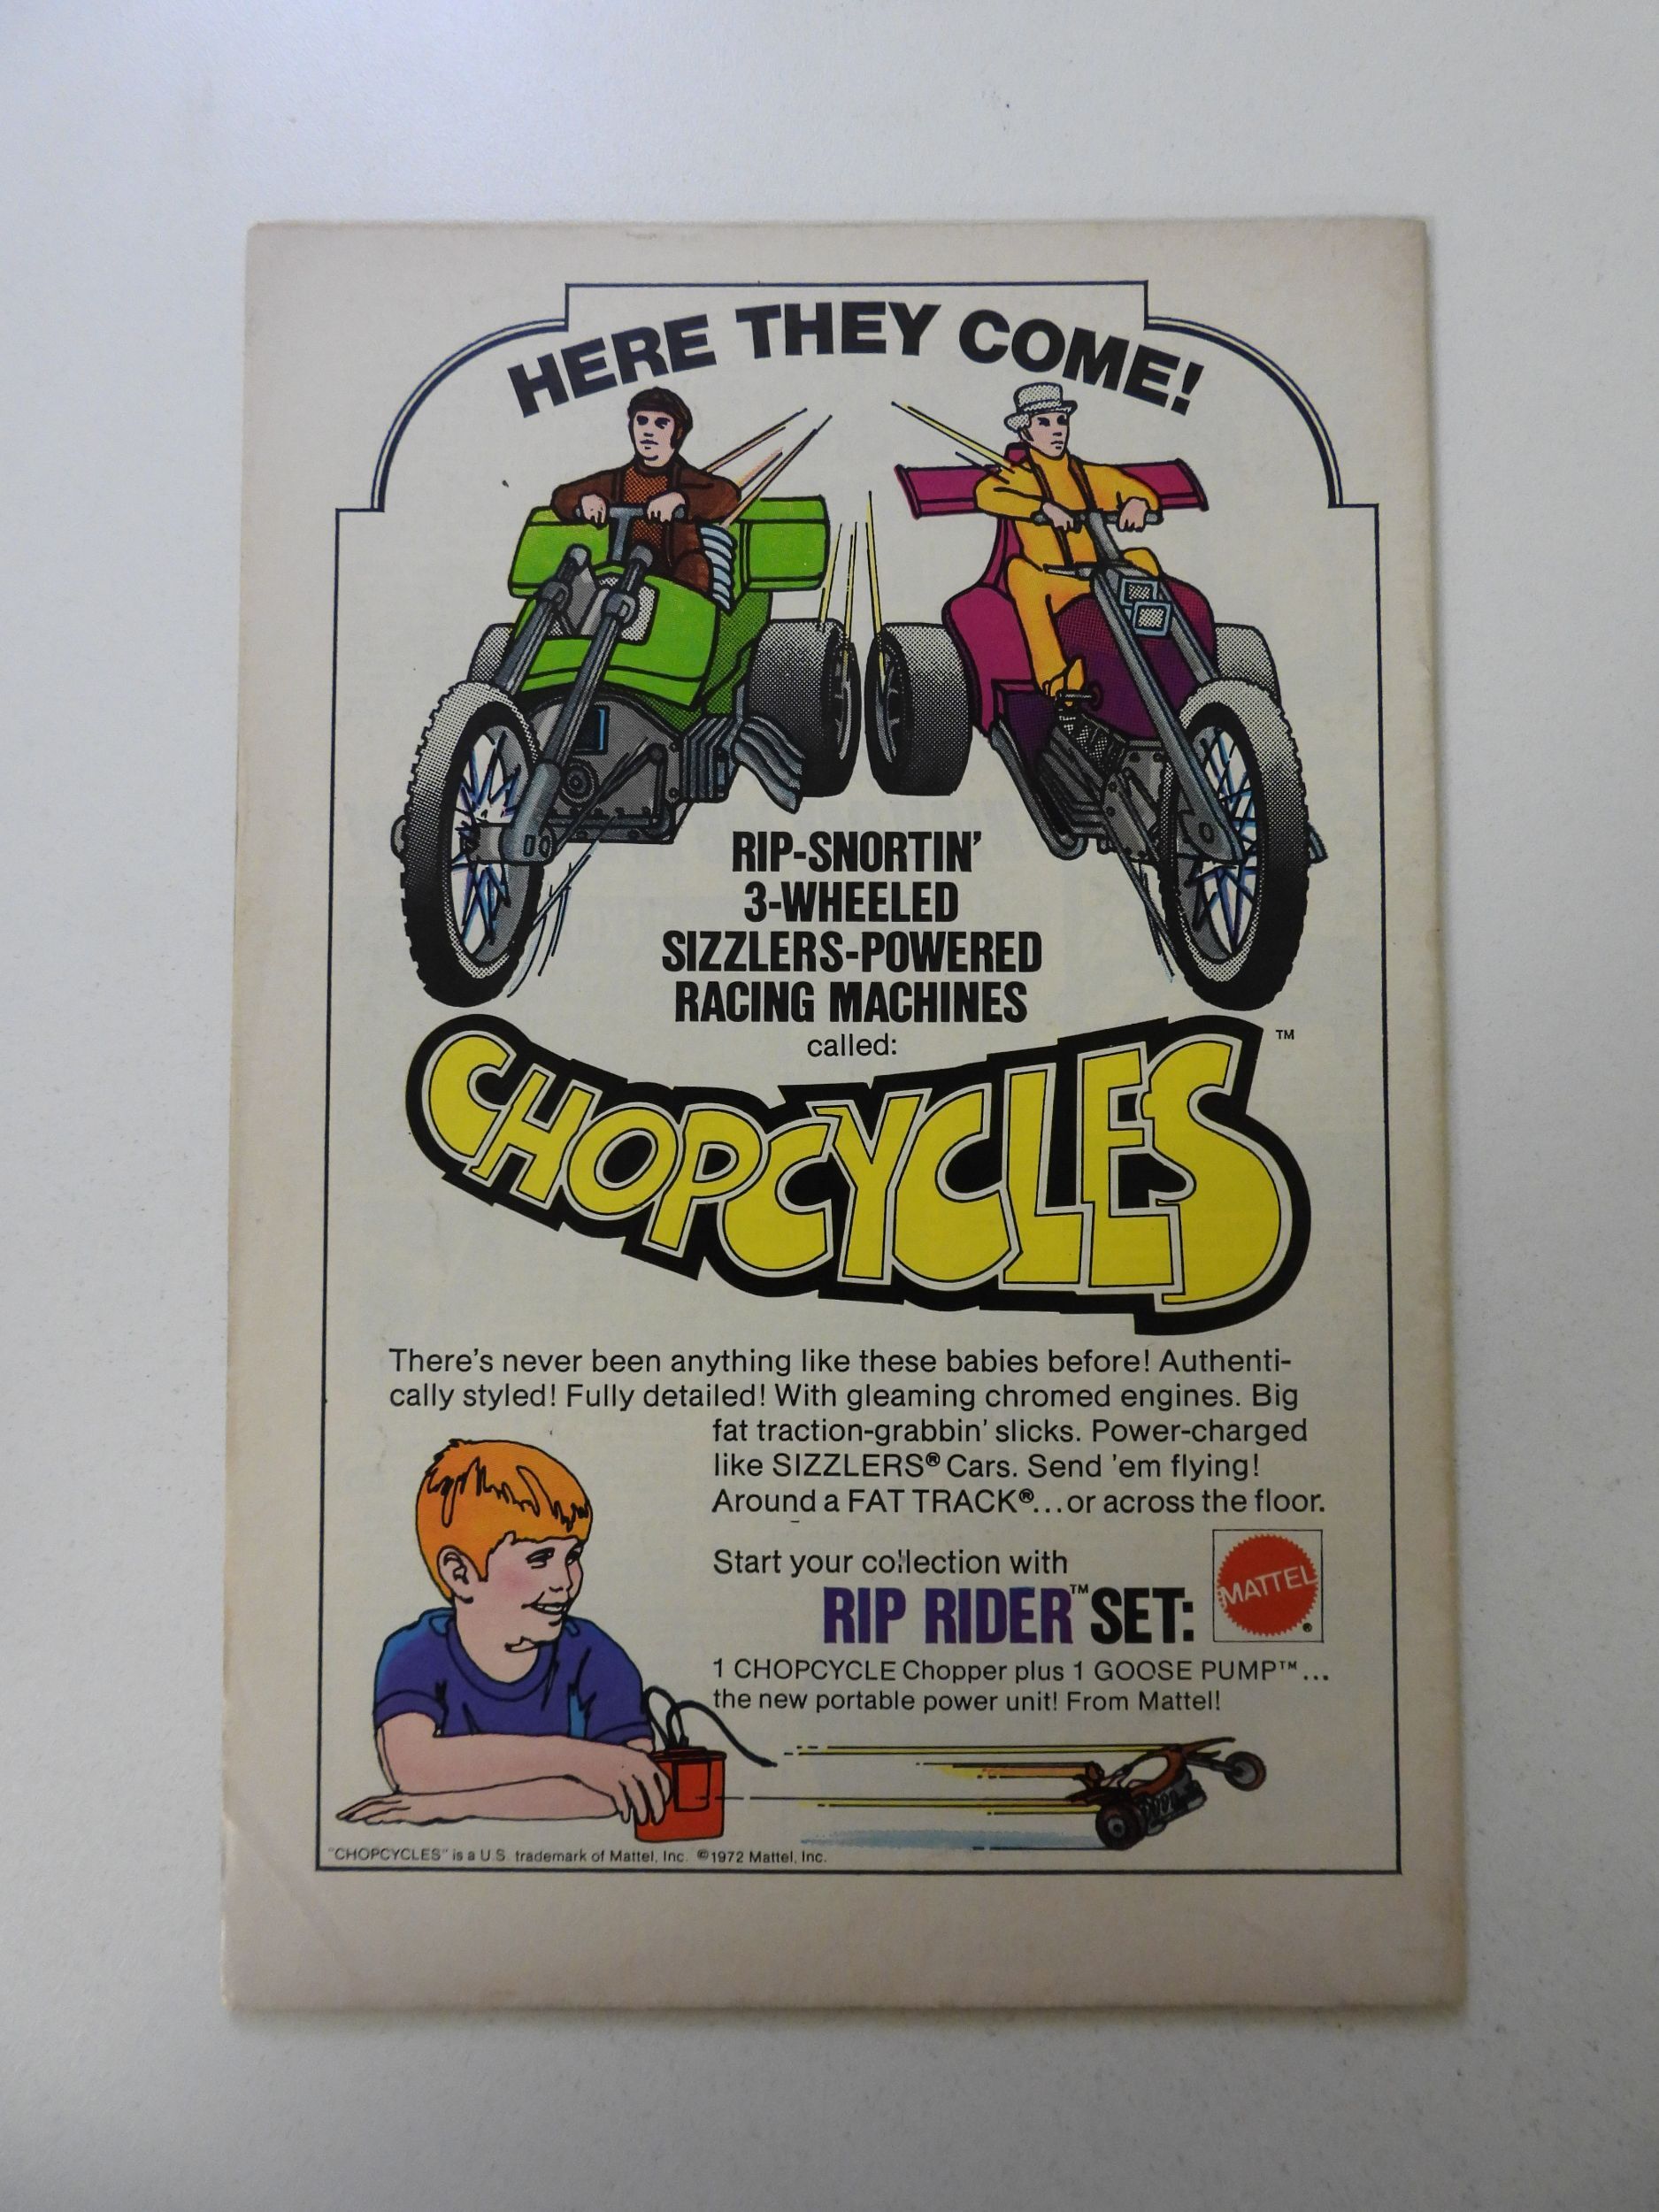 HERE THEY COME!
RIP-SNORTIN'
3-WHEELED
SIZZLERS-POWERED
RACING MACHINES
called:
CHOPCYCLES™
There's never been anything like these babies before! Authenti-
cally styled! Fully detailed! With gleaming chromed engines. Big
fat traction-grabbin' slicks. Power-charged
like SIZZLERS® Cars. Send 'em flying!
Around a FAT TRACK®...or across the floor.
Start your collection with
RIP RIDER™ SET:
MATTEL®
1 CHOPCYCLE Chopper plus 1 GOOSE PUMP™...
the new portable power unit! From Mattel!
"CHOPCYCLES" is a U.S. trademark of Mattel, Inc. ©1972 Mattel, Inc.